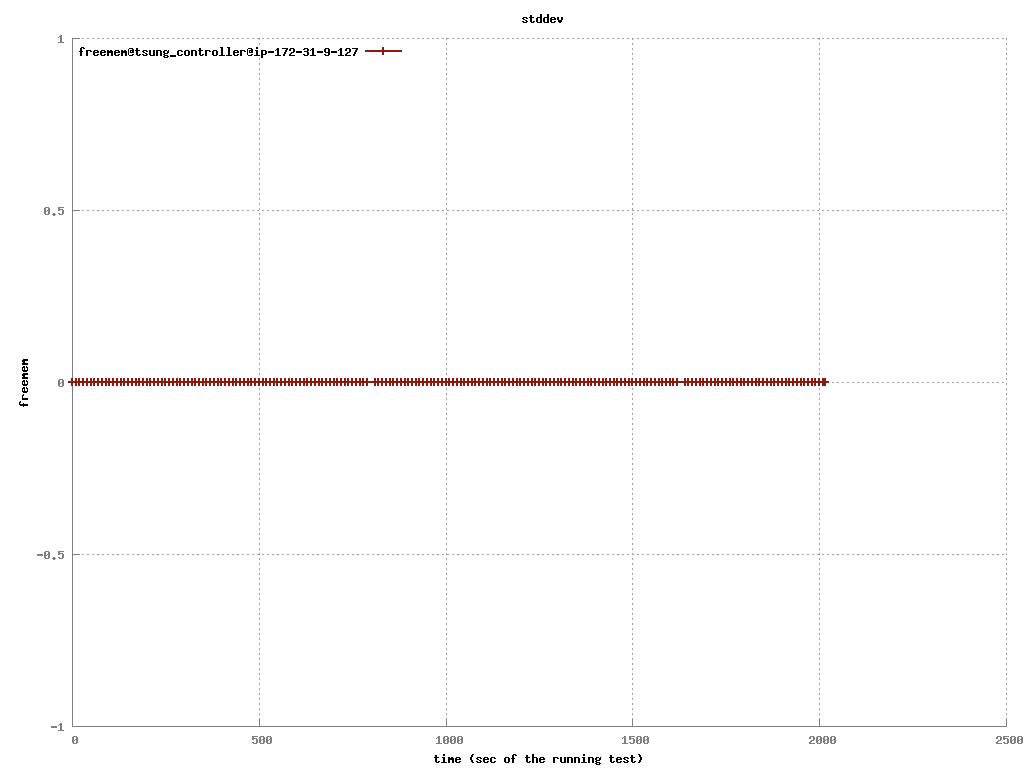 stddev
1
freemem@tsung_controller@ip-172-31-9-127
0.5
0
-0.5
-1
freemem
0 500 1000 1500 2000 2500
time (sec of the running test)